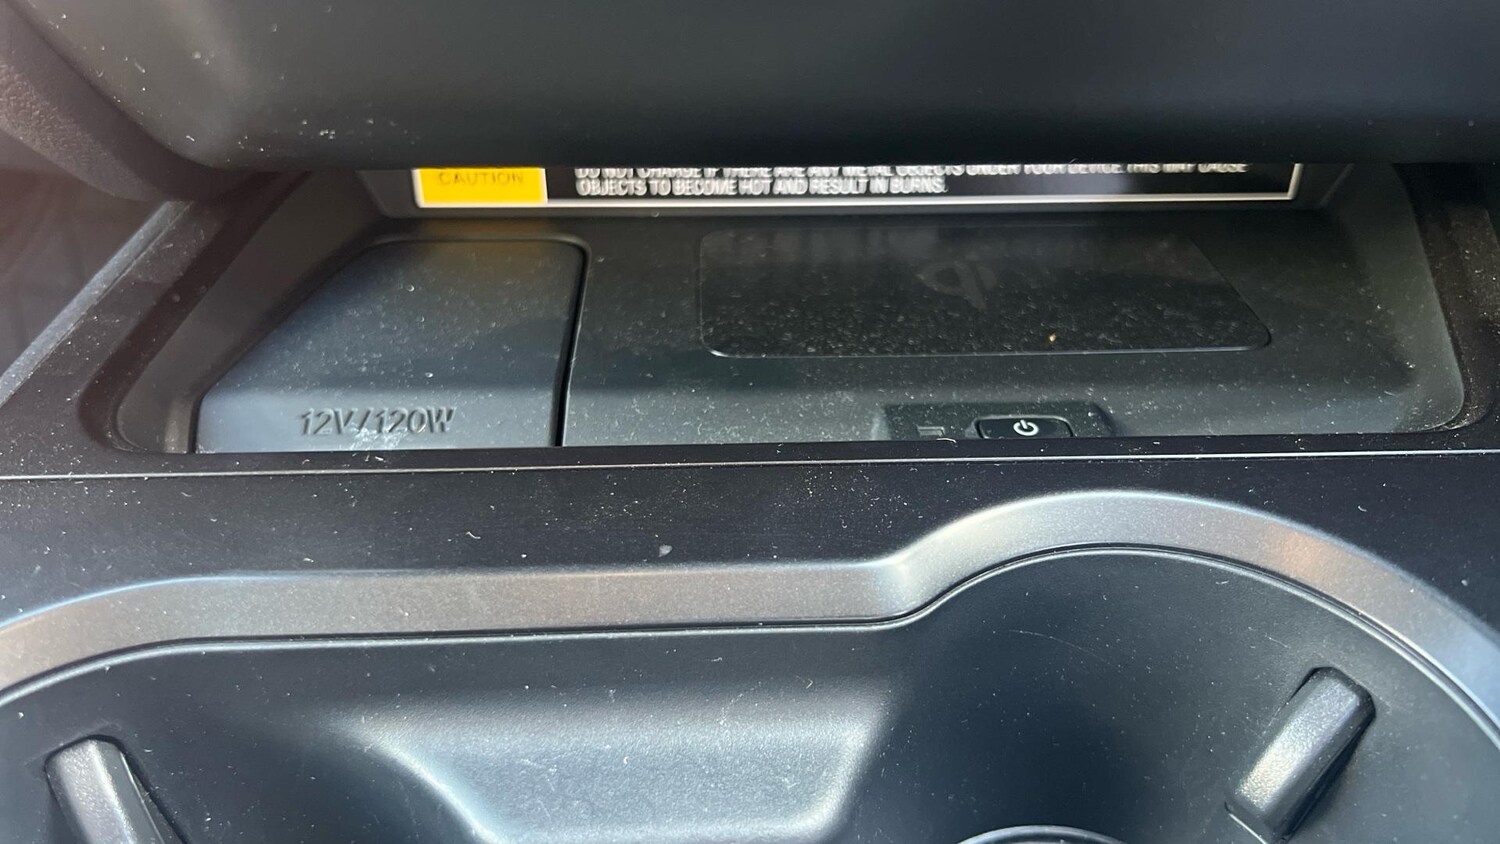 CAUTION
DO NOT CHARGE IF THERE ARE ANY METAL OBJECTS UNDER YOUR DEVICE. THIS MAY CAUSE
OBJECTS TO BECOME HOT AND RESULT IN BURNS.
12V/120W